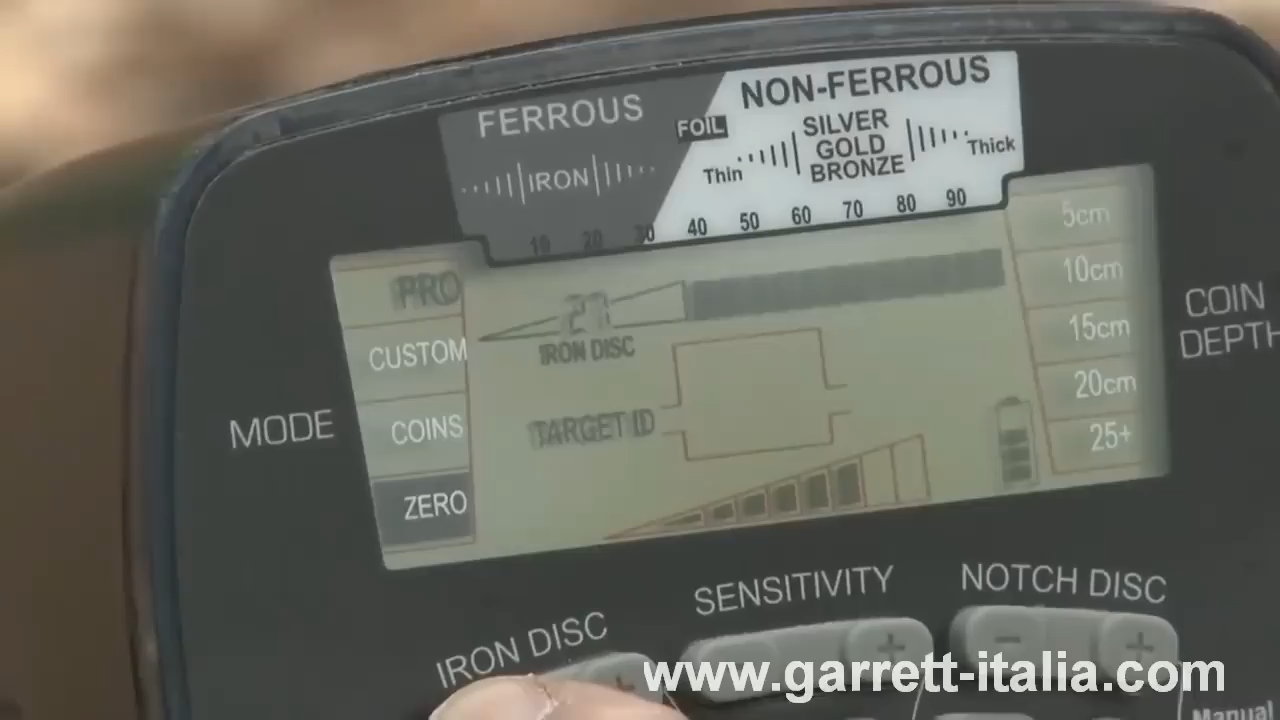 FERROUS
NON-FERROUS
FOIL
SILVER
GOLD
BRONZE
IRON
Thin
Thick
10 20 30 40 50 60 70 80 90
PRO
CUSTOM
COINS
ZERO
MODE
IRON DISC
TARGET ID
5cm
10cm
15cm
20cm
25+
COIN
DEPTH
IRON DISC
SENSITIVITY
+
NOTCH DISC
- +
www.garrett-italia.com
Manual